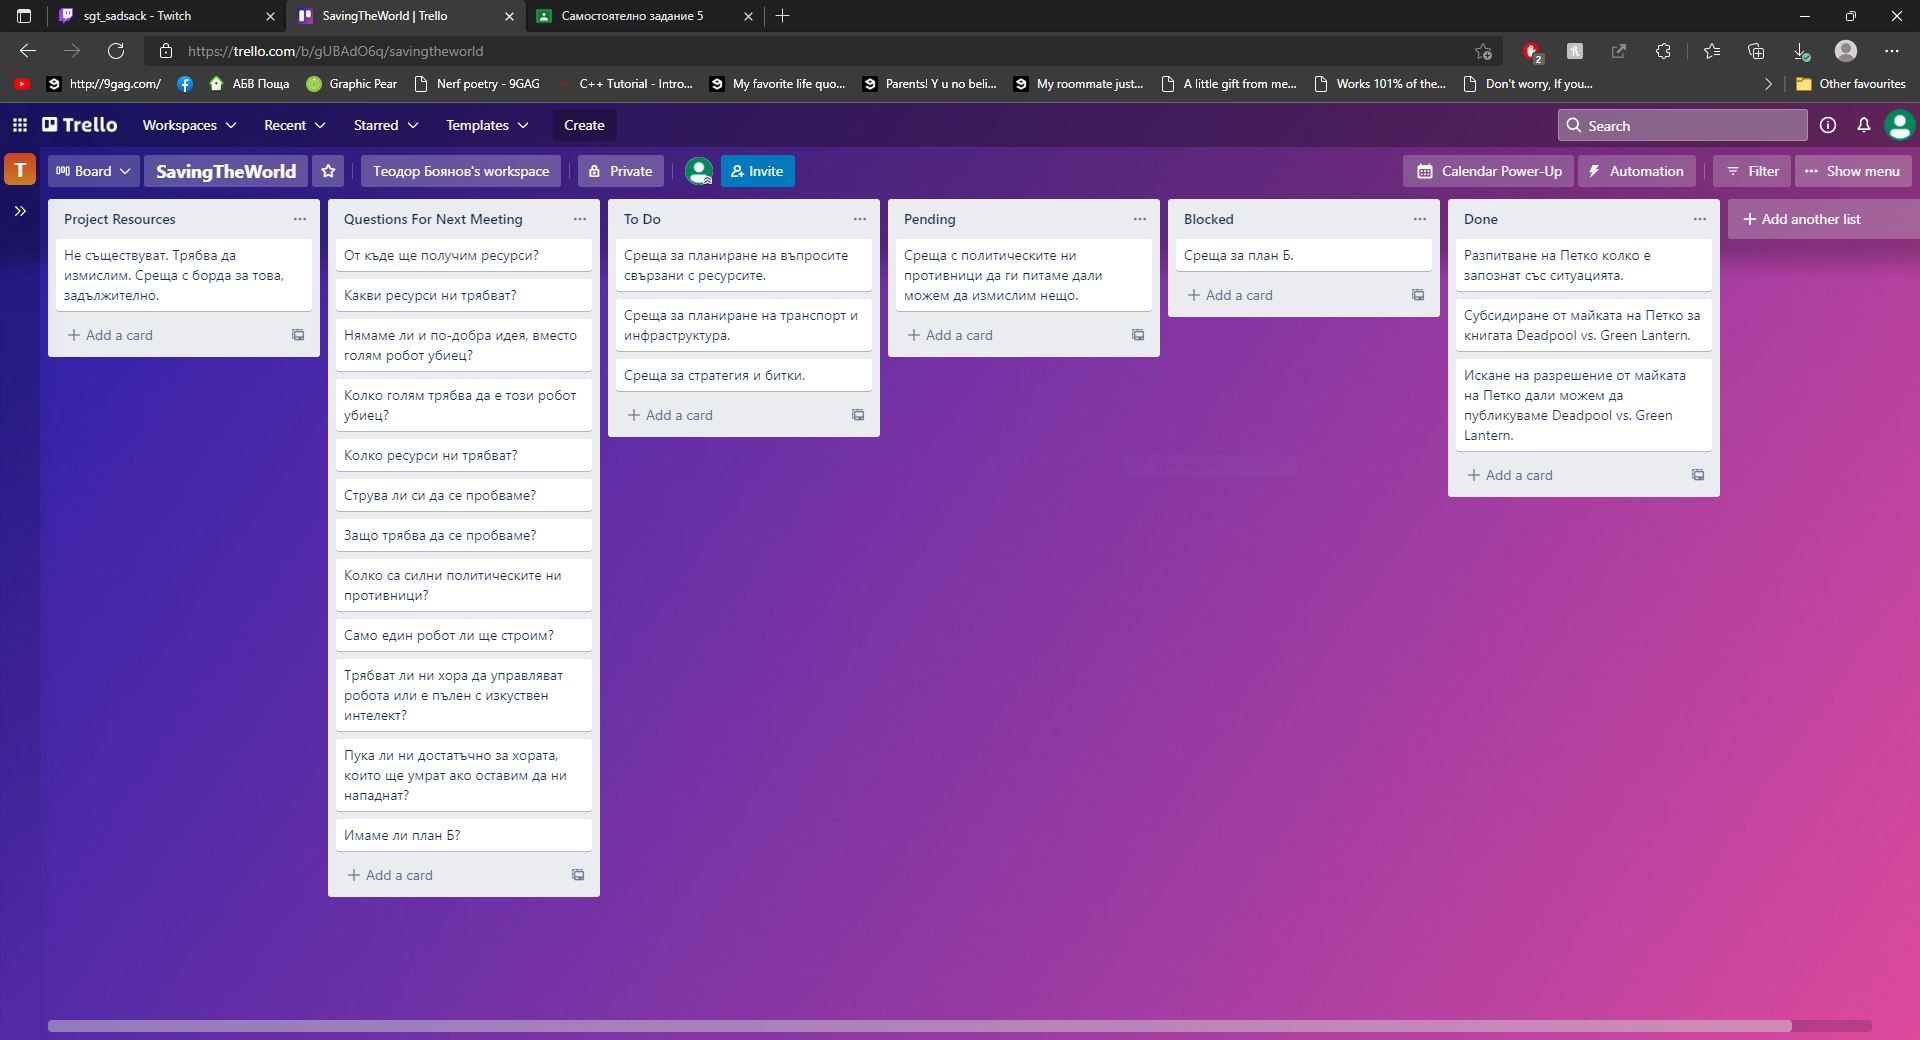 sgt_sadsack - Twitch
SavingTheWorld | Trello
Самостоятелно задание 5
https://trello.com/b/gUBAdO6q/savingtheworld
2
http://9gag.com/
АБВ Поща
Graphic Pear
Nerf poetry - 9GAG
C++ Tutorial - Intro...
My favorite life quo...
Parents! Y u no beli...
My roommate just...
A little gift from me...
Works 101% of the...
Don't worry, If you...
Other favourites
Trello
Workspaces
Recent
Starred
Templates
Create
Search
T
Board
SavingTheWorld
Теодор Боянов's workspace
Private
Invite
Calendar Power-Up
Automation
Filter
Show menu
Project Resources
Не съществуват. Трябва да
измислим. Среща с борда за това,
задължително.
Add a card
Questions For Next Meeting
От къде ще получим ресурси?
Какви ресурси ни трябват?
Нямаме ли и по-добра идея, вместо
голям робот убиец?
Колко голям трябва да е този робот
убиец?
Колко ресурси ни трябват?
Струва ли си да се пробваме?
Защо трябва да се пробваме?
Колко са силни политическите ни
противници?
Само един робот ли ще строим?
Трябват ли ни хора да управляват
робота или е пълен с изкуствен
интелект?
Пука ли ни достатъчно за хората,
които ще умрат ако оставим да ни
нападнат?
Имаме ли план Б?
Add a card
To Do
Среща за планиране на въпросите
свързани с ресурсите.
Среща за планиране на транспорт и
инфраструктура.
Среща за стратегия и битки.
Add a card
Pending
Среща с политическите ни
противници да ги питаме дали
можем да измислим нещо.
Add a card
Blocked
Среща за план Б.
Add a card
Done
Разпитване на Петко колко е
запознат със ситуацията.
Субсидиране от майката на Петко за
книгата Deadpool vs. Green Lantern.
Искане на разрешение от майката
на Петко дали можем да
публикуваме Deadpool vs. Green
Lantern.
Add a card
Add another list